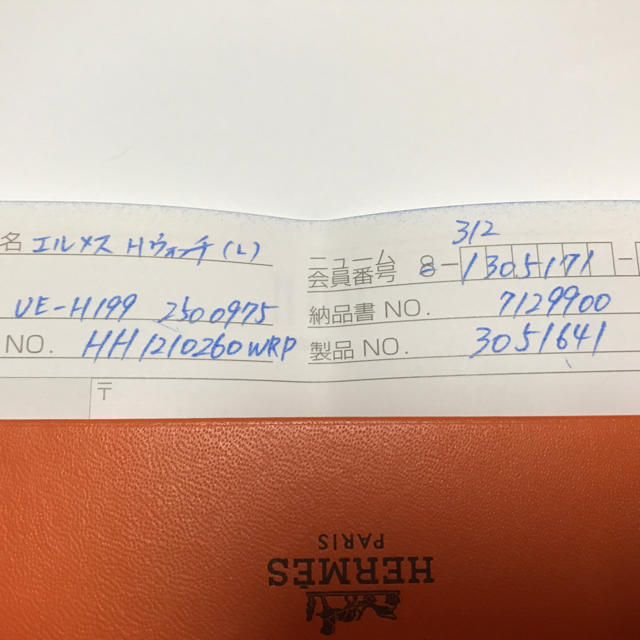 名 エルメス Hウォッチ(L)
312
ニューム
会員番号 8-1305171-
UE-H199 2500975
納品書 NO. 7129900
NO. HH1210260WRP
製品 NO. 3051641
〒
HERMES
PARIS